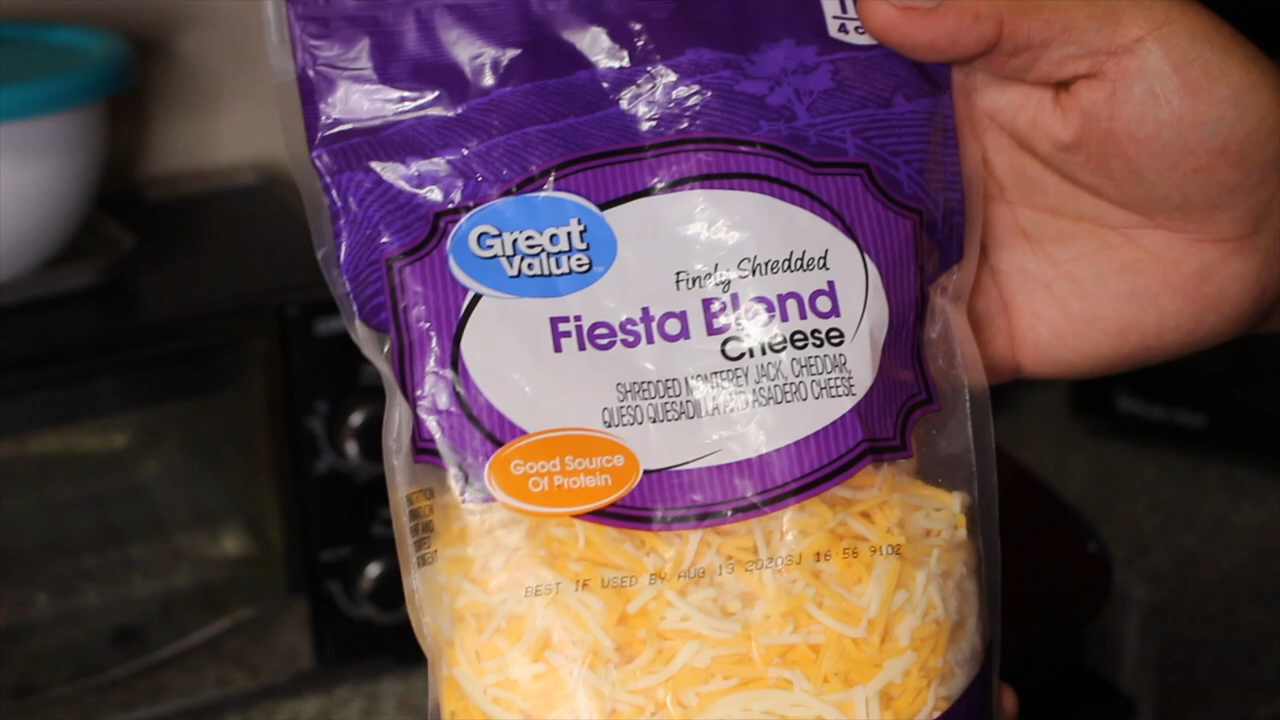 Great
Value™
Finely Shredded
Fiesta Blend
Cheese
SHREDDED MONTEREY JACK, CHEDDAR,
QUESO QUESADILLA AND ASADERO CHEESE
Good Source
Of Protein
BEST IF USED BY AUG 13 2020SJ 16:56 9102